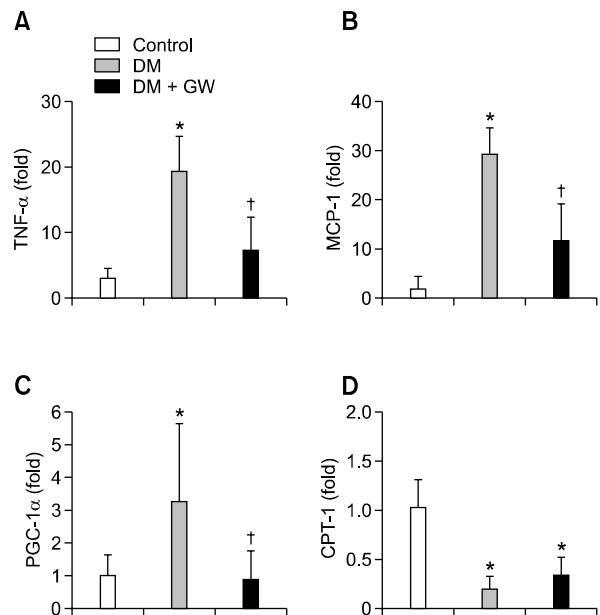 A
B
Control
DM
DM + GW
30
20
10
0
TNF-α (fold)
*
†
40
30
20
10
0
MCP-1 (fold)
*
†
C
D
6
5
4
3
2
1
0
PGC-1α (fold)
*
†
2.0
1.5
1.0
0.5
0
CPT-1 (fold)
*
*